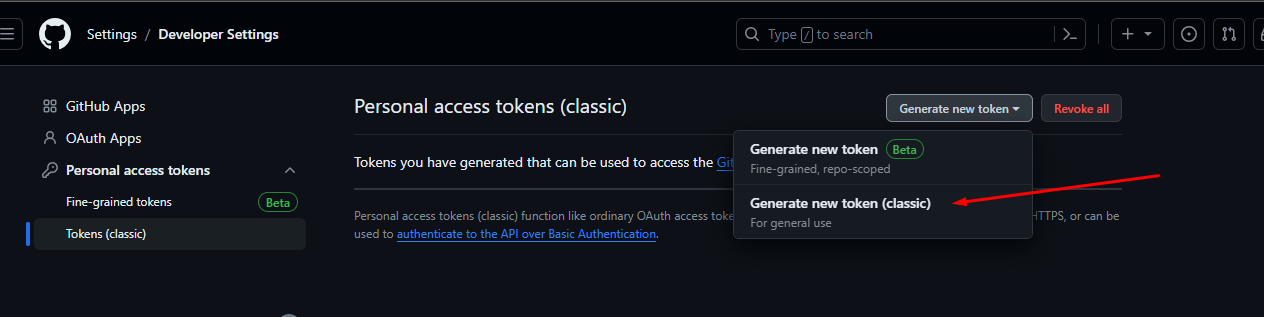 Settings / Developer Settings
Type / to search
GitHub Apps
OAuth Apps
Personal access tokens
Fine-grained tokens Beta
Tokens (classic)
Personal access tokens (classic)
Generate new token
Revoke all
Generate new token Beta
Fine-grained, repo-scoped
Generate new token (classic)
For general use
Tokens you have generated that can be used to access the
Personal access tokens (classic) function like ordinary OAuth access HTTPS, or can be
used to authenticate to the API over Basic Authentication.